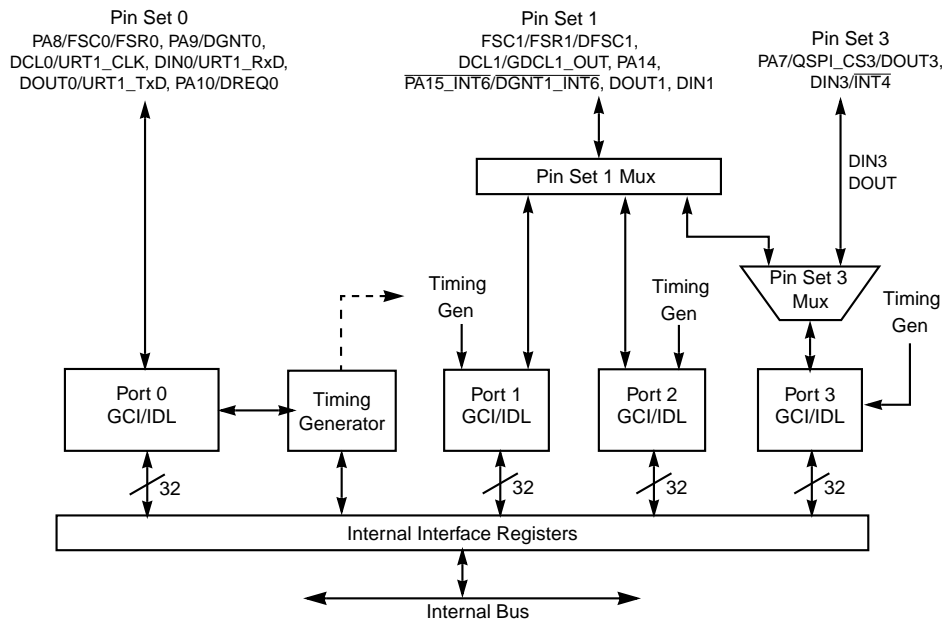 Pin Set 0
PA8/FSC0/FSR0, PA9/DGNT0,
DCL0/URT1_CLK, DIN0/URT1_RxD,
DOUT0/URT1_TxD, PA10/DREQ0
Pin Set 1
FSC1/FSR1/DFSC1,
DCL1/GDCL1_OUT, PA14,
PA15_INT6/DGNT1_INT6, DOUT1, DIN1
Pin Set 3
PA7/QSPI_CS3/DOUT3,
DIN3/INT4
DIN3
DOUT
Pin Set 1 Mux
Pin Set 3
Mux
Timing
Gen
Timing
Gen
Timing
Gen
Port 0
GCI/IDL
Timing
Generator
Port 1
GCI/IDL
Port 2
GCI/IDL
Port 3
GCI/IDL
32
32
32
32
Internal Interface Registers
Internal Bus